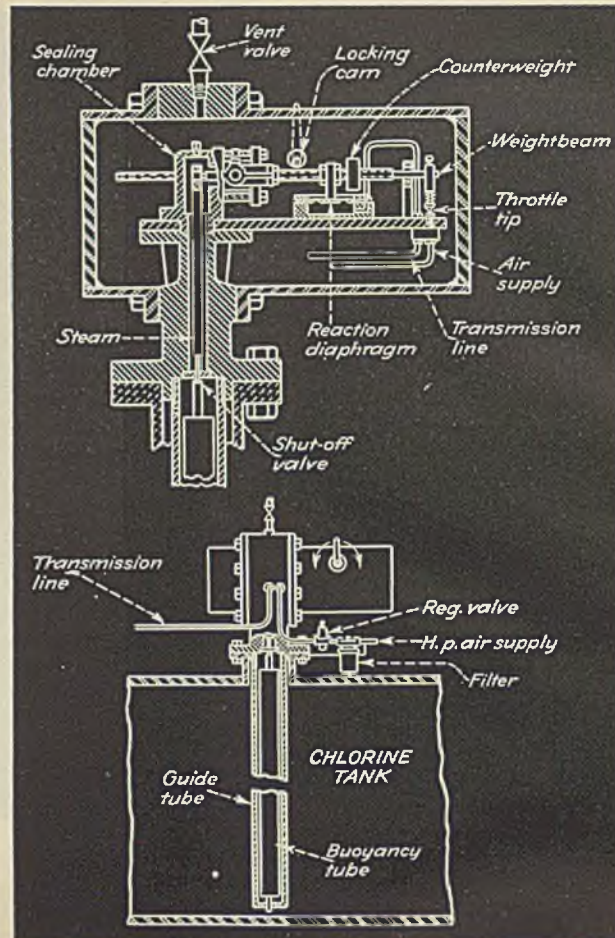 Vent
valve
Sealing
chamber
Locking
cam
Counterweight
Weightbeam
Throttle
tip
Air
supply
Steam
Reaction
diaphragm
Transmission
line
Shut-off
valve
Transmission
line
Reg. valve
H.p. air supply
Filter
CHLORINE
TANK
Guide
tube
Buoyancy
tube